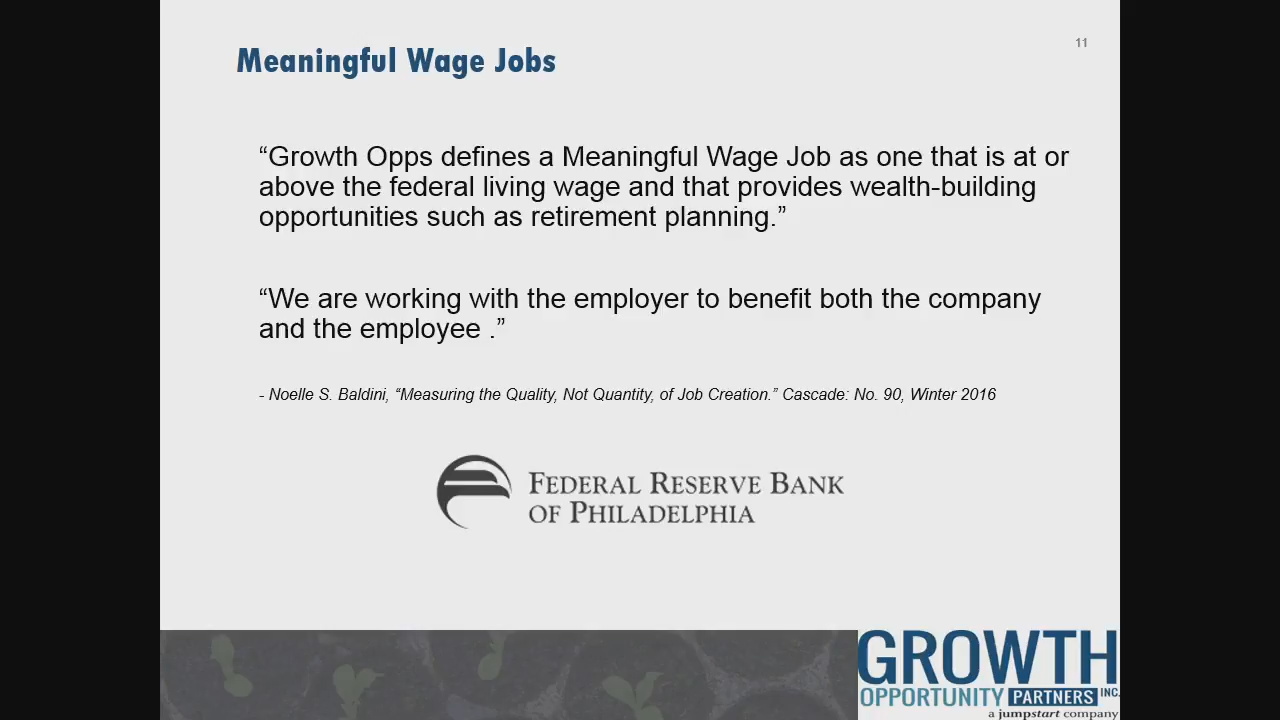 11
Meaningful Wage Jobs
“Growth Opps defines a Meaningful Wage Job as one that is at or
above the federal living wage and that provides wealth-building
opportunities such as retirement planning.”
“We are working with the employer to benefit both the company
and the employee .”
- Noelle S. Baldini, “Measuring the Quality, Not Quantity, of Job Creation.” Cascade: No. 90, Winter 2016
FEDERAL RESERVE BANK
OF PHILADELPHIA
GROWTH
OPPORTUNITY PARTNERS INC.
a jumpstart company